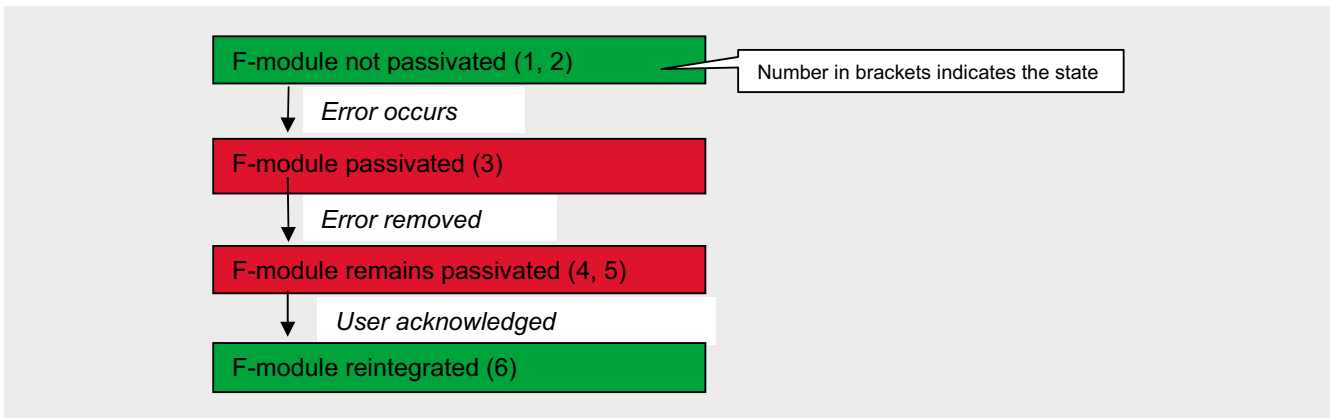 F-module not passivated (1, 2)
Number in brackets indicates the state
Error occurs
F-module passivated (3)
Error removed
F-module remains passivated (4, 5)
User acknowledged
F-module reintegrated (6)